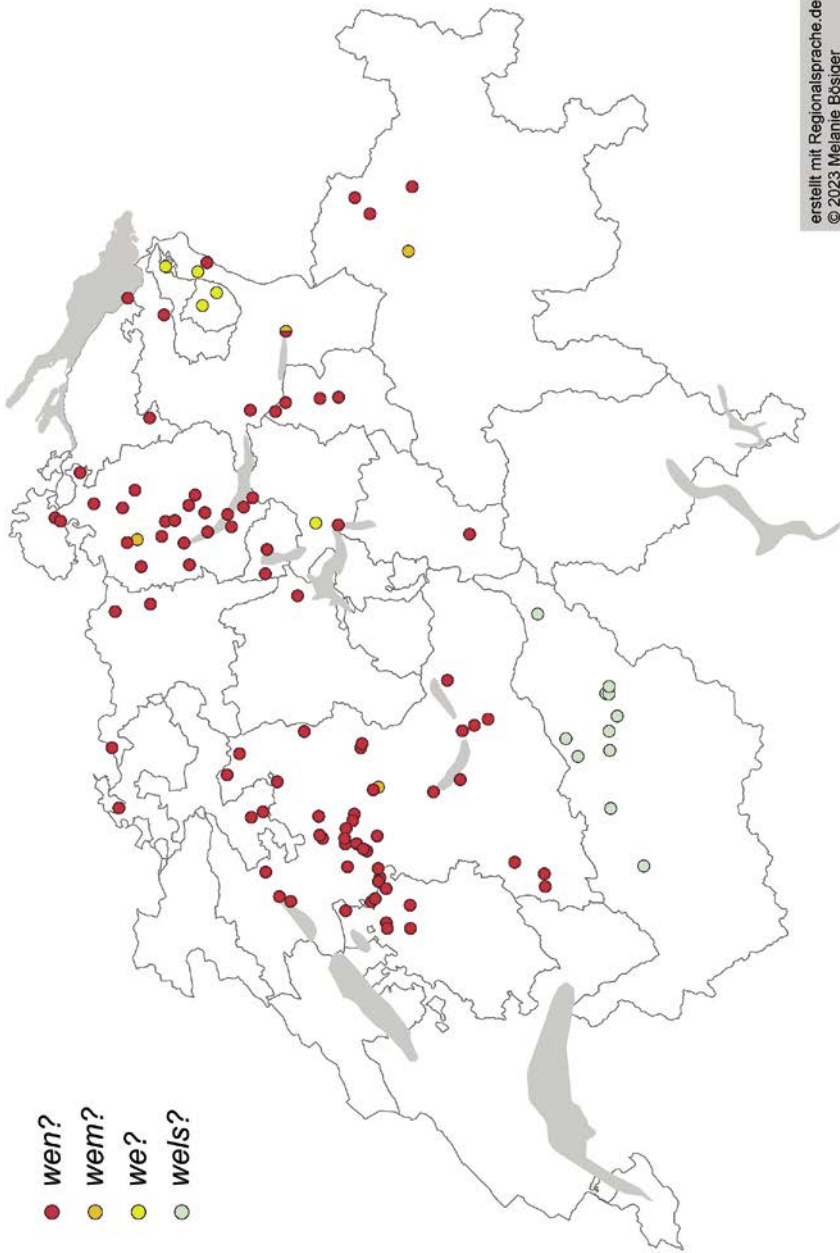 wen?
wem?
we?
wels?
erstellt mit Regionalsprache.de
© 2023 Melanie Bösiger